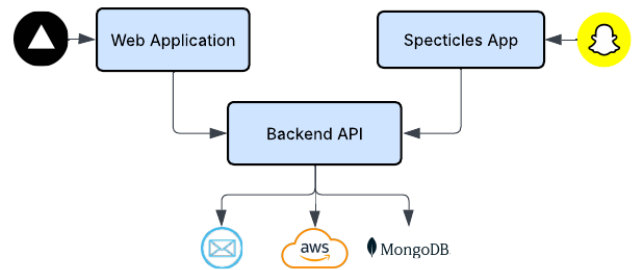 Web Application
Specticles App
Backend API
aws
MongoDB